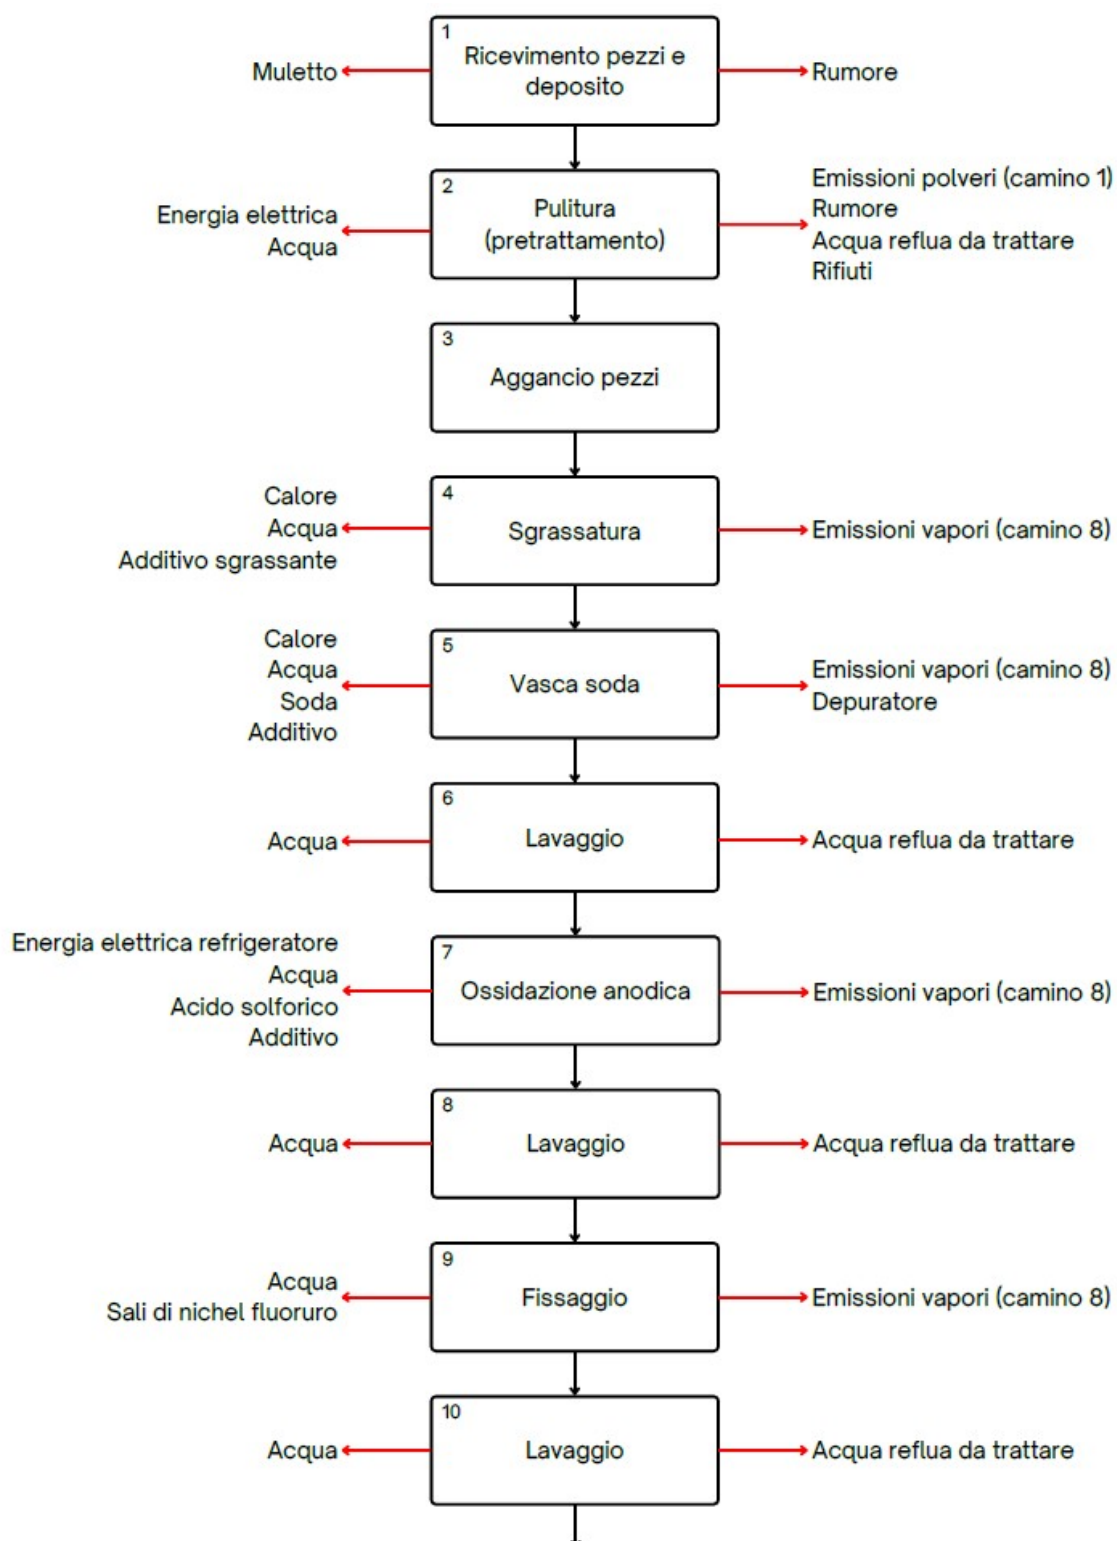 1
Ricevimento pezzi e
deposito
Muletto
Rumore
2
Pulitura
(pretrattamento)
Energia elettrica
Acqua
Emissioni polveri (camino 1)
Rumore
Acqua reflua da trattare
Rifiuti
3
Aggancio pezzi
4
Sgrassatura
Calore
Acqua
Additivo sgrassante
Emissioni vapori (camino 8)
5
Vasca soda
Calore
Acqua
Soda
Additivo
Emissioni vapori (camino 8)
Depuratore
6
Lavaggio
Acqua
Acqua reflua da trattare
7
Ossidazione anodica
Energia elettrica refrigeratore
Acqua
Acido solforico
Additivo
Emissioni vapori (camino 8)
8
Lavaggio
Acqua
Acqua reflua da trattare
9
Fissaggio
Acqua
Sali di nichel fluoruro
Emissioni vapori (camino 8)
10
Lavaggio
Acqua
Acqua reflua da trattare